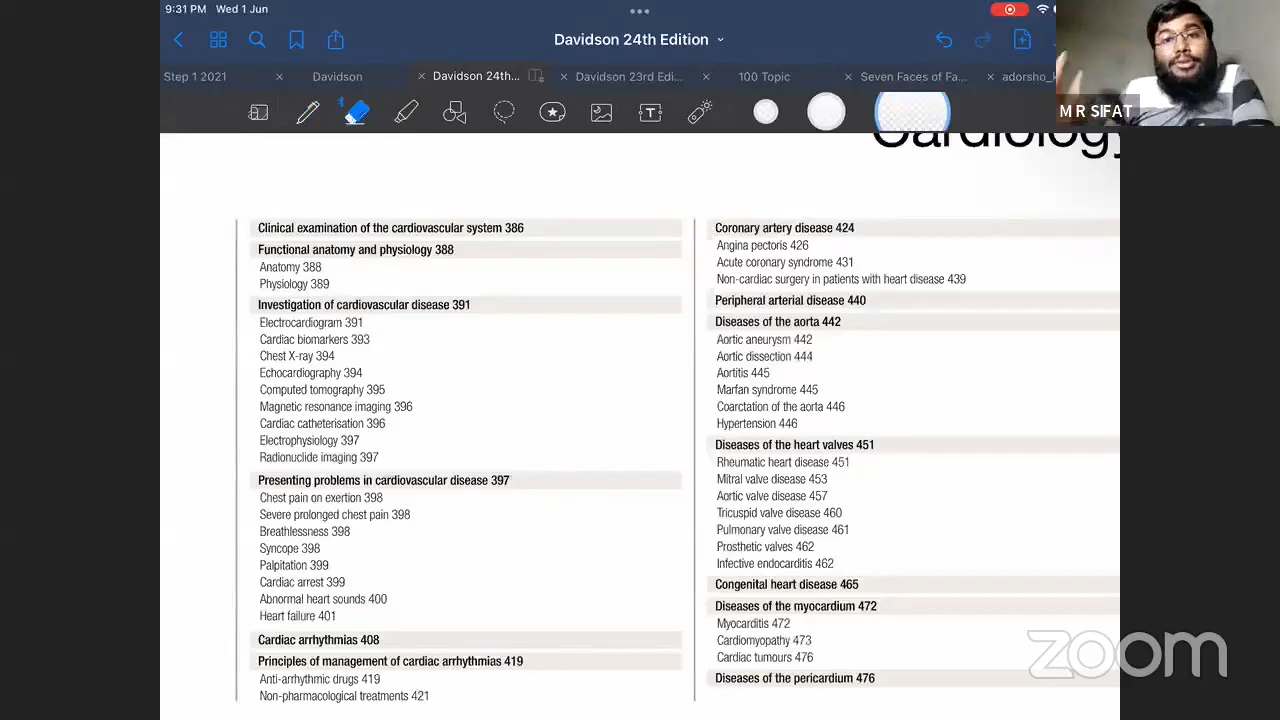 9:31 PM Wed 1 Jun
Davidson 24th Edition
Step 1 2021
Davidson
Davidson 24th...
Davidson 23rd Edi...
100 Topic
Seven Faces of Fa...
adorsho_k
M R SIFAT
Cardiology
Clinical examination of the cardiovascular system 386
Functional anatomy and physiology 388
Anatomy 388
Physiology 389
Investigation of cardiovascular disease 391
Electrocardiogram 391
Cardiac biomarkers 393
Chest X-ray 394
Echocardiography 394
Computed tomography 395
Magnetic resonance imaging 396
Cardiac catheterisation 396
Electrophysiology 397
Radionuclide imaging 397
Presenting problems in cardiovascular disease 397
Chest pain on exertion 398
Severe prolonged chest pain 398
Breathlessness 398
Syncope 398
Palpitation 399
Cardiac arrest 399
Abnormal heart sounds 400
Heart failure 401
Cardiac arrhythmias 408
Principles of management of cardiac arrhythmias 419
Anti-arrhythmic drugs 419
Non-pharmacological treatments 421
Coronary artery disease 424
Angina pectoris 426
Acute coronary syndrome 431
Non-cardiac surgery in patients with heart disease 439
Peripheral arterial disease 440
Diseases of the aorta 442
Aortic aneurysm 442
Aortic dissection 444
Aortitis 445
Marfan syndrome 445
Coarctation of the aorta 446
Hypertension 446
Diseases of the heart valves 451
Rheumatic heart disease 451
Mitral valve disease 453
Aortic valve disease 457
Tricuspid valve disease 460
Pulmonary valve disease 461
Prosthetic valves 462
Infective endocarditis 462
Congenital heart disease 465
Diseases of the myocardium 472
Myocarditis 472
Cardiomyopathy 473
Cardiac tumours 476
Diseases of the pericardium 476
zoom